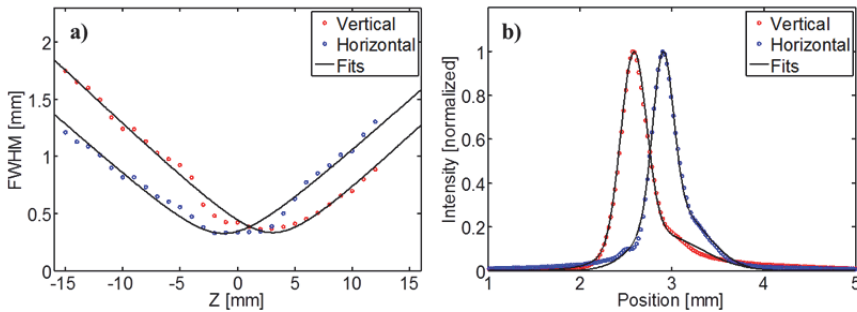 a)
Vertical
Horizontal
Fits
FWHM [mm]
2
1.5
1
0.5
0
-15 -10 -5 0 5 10 15
Z [mm]
b)
Vertical
Horizontal
Fits
Intensity [normalized]
1
0.8
0.6
0.4
0.2
0
1 2 3 4 5
Position [mm]